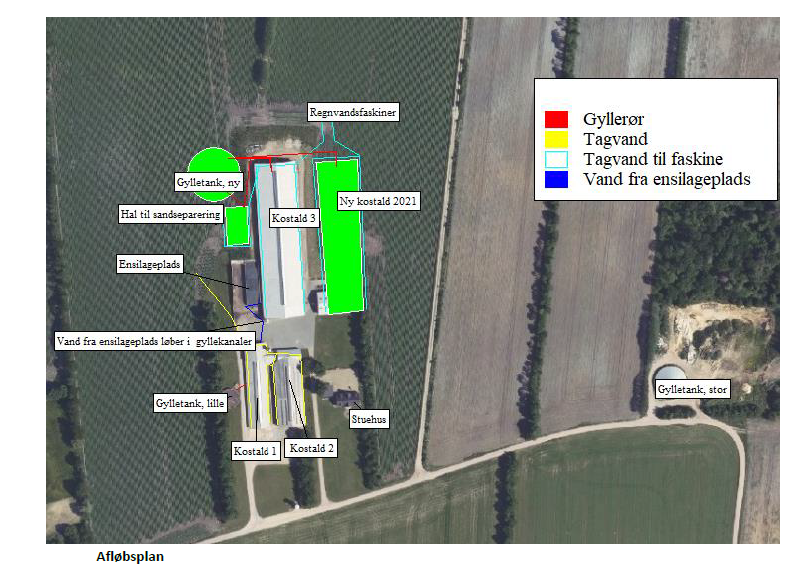 Regnvandsfaskiner
Gyllerør
Tagvand
Tagvand til faskine
Vand fra ensilageplads
Gylletank, ny
Ny kostald 2021
Hal til sandseparering
Kostald 3
Ensilageplads
Vand fra ensilageplads løber i gyllekanaler
Gylletank, stor
Gylletank, lille
Stuehus
Kostald 1
Kostald 2
Afløbsplan